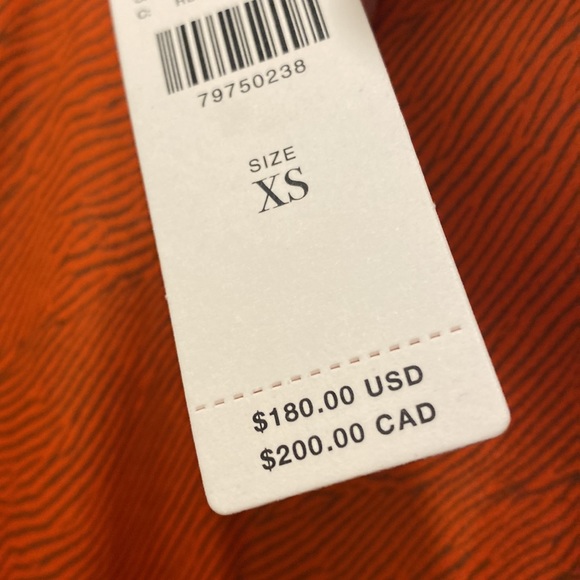 C:
79750238
SIZE
XS
$180.00 USD
$200.00 CAD